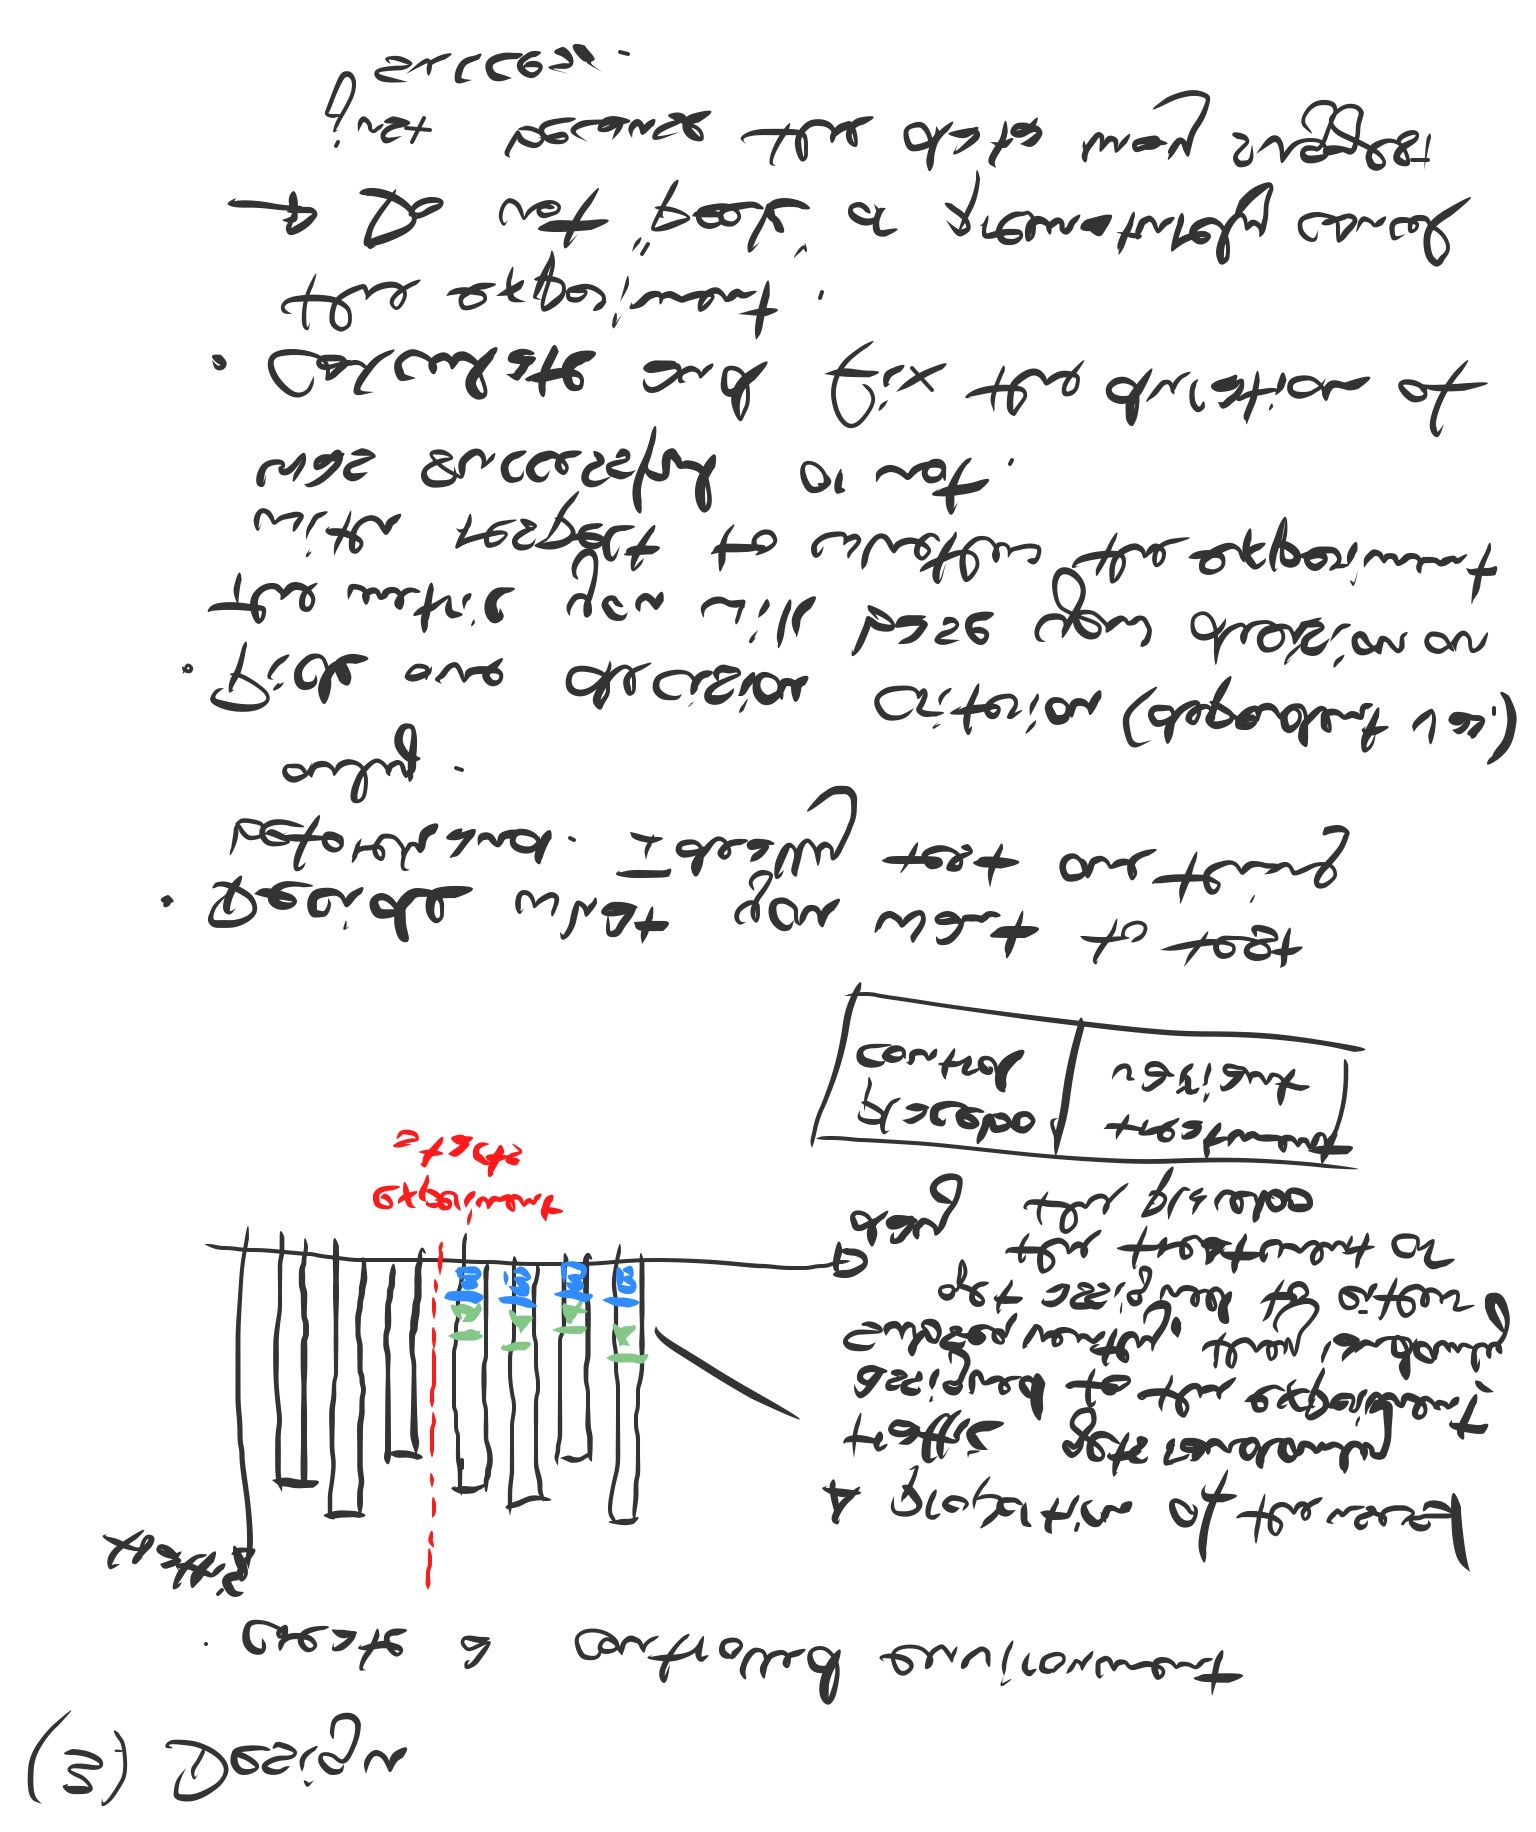 (3) Design
· create a controlled environment
traffic
A proportion of the user
traffic gets randomly
assigned to the experiment.
Subseqvently, they randomly
get assigned to either
the treatment or
the placebo
A
A
A
A
B
B
B
B
day
experiment
starts
placebo
control
treatment
variant
· Decide what you want to test
beforehand. Ideally test one thing
only.
· Pick one decision criterion (dependent var.)
The metric you will base your decision on
with respect to whether the experiment
was successful or not.
· Calculate and fix the duration of
the experiment.
→ Do not "peek" or prematurely cancel
just because the data may suggest
success.